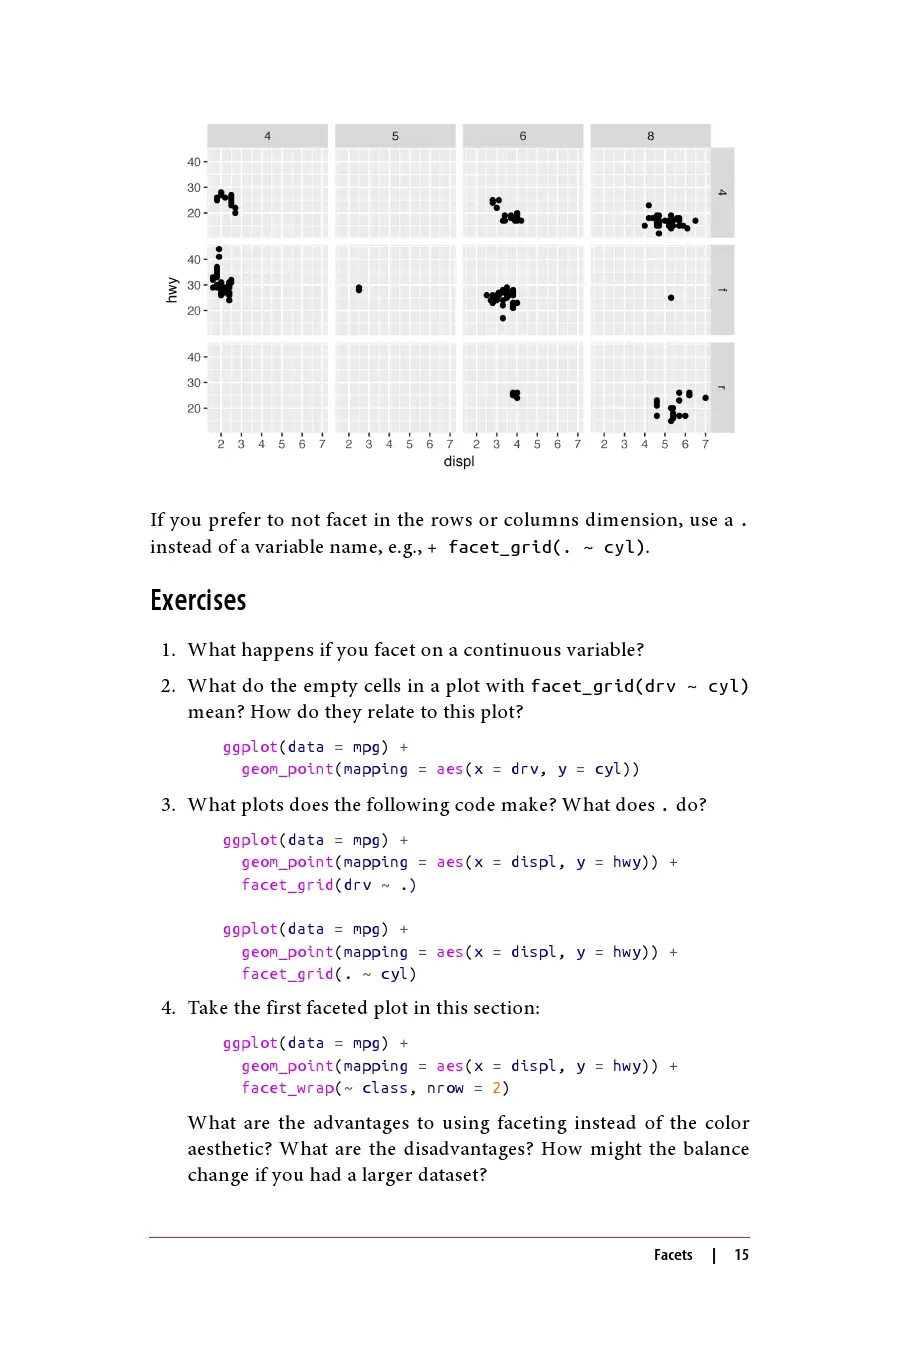 4 5 6 8
40
30
20
4
40
30
20
f
40
30
20
r
hwy
2 3 4 5 6 7 2 3 4 5 6 7 2 3 4 5 6 7 2 3 4 5 6 7
displ
If you prefer to not facet in the rows or columns dimension, use a .
instead of a variable name, e.g., + facet_grid(. ~ cyl).
Exercises
1. What happens if you facet on a continuous variable?
2. What do the empty cells in a plot with facet_grid(drv ~ cyl)
mean? How do they relate to this plot?
ggplot(data = mpg) +
  geom_point(mapping = aes(x = drv, y = cyl))
3. What plots does the following code make? What does . do?
ggplot(data = mpg) +
  geom_point(mapping = aes(x = displ, y = hwy)) +
  facet_grid(drv ~ .)
ggplot(data = mpg) +
  geom_point(mapping = aes(x = displ, y = hwy)) +
  facet_grid(. ~ cyl)
4. Take the first faceted plot in this section:
ggplot(data = mpg) +
  geom_point(mapping = aes(x = displ, y = hwy)) +
  facet_wrap(~ class, nrow = 2)
What are the advantages to using faceting instead of the color
aesthetic? What are the disadvantages? How might the balance
change if you had a larger dataset?
Facets | 15